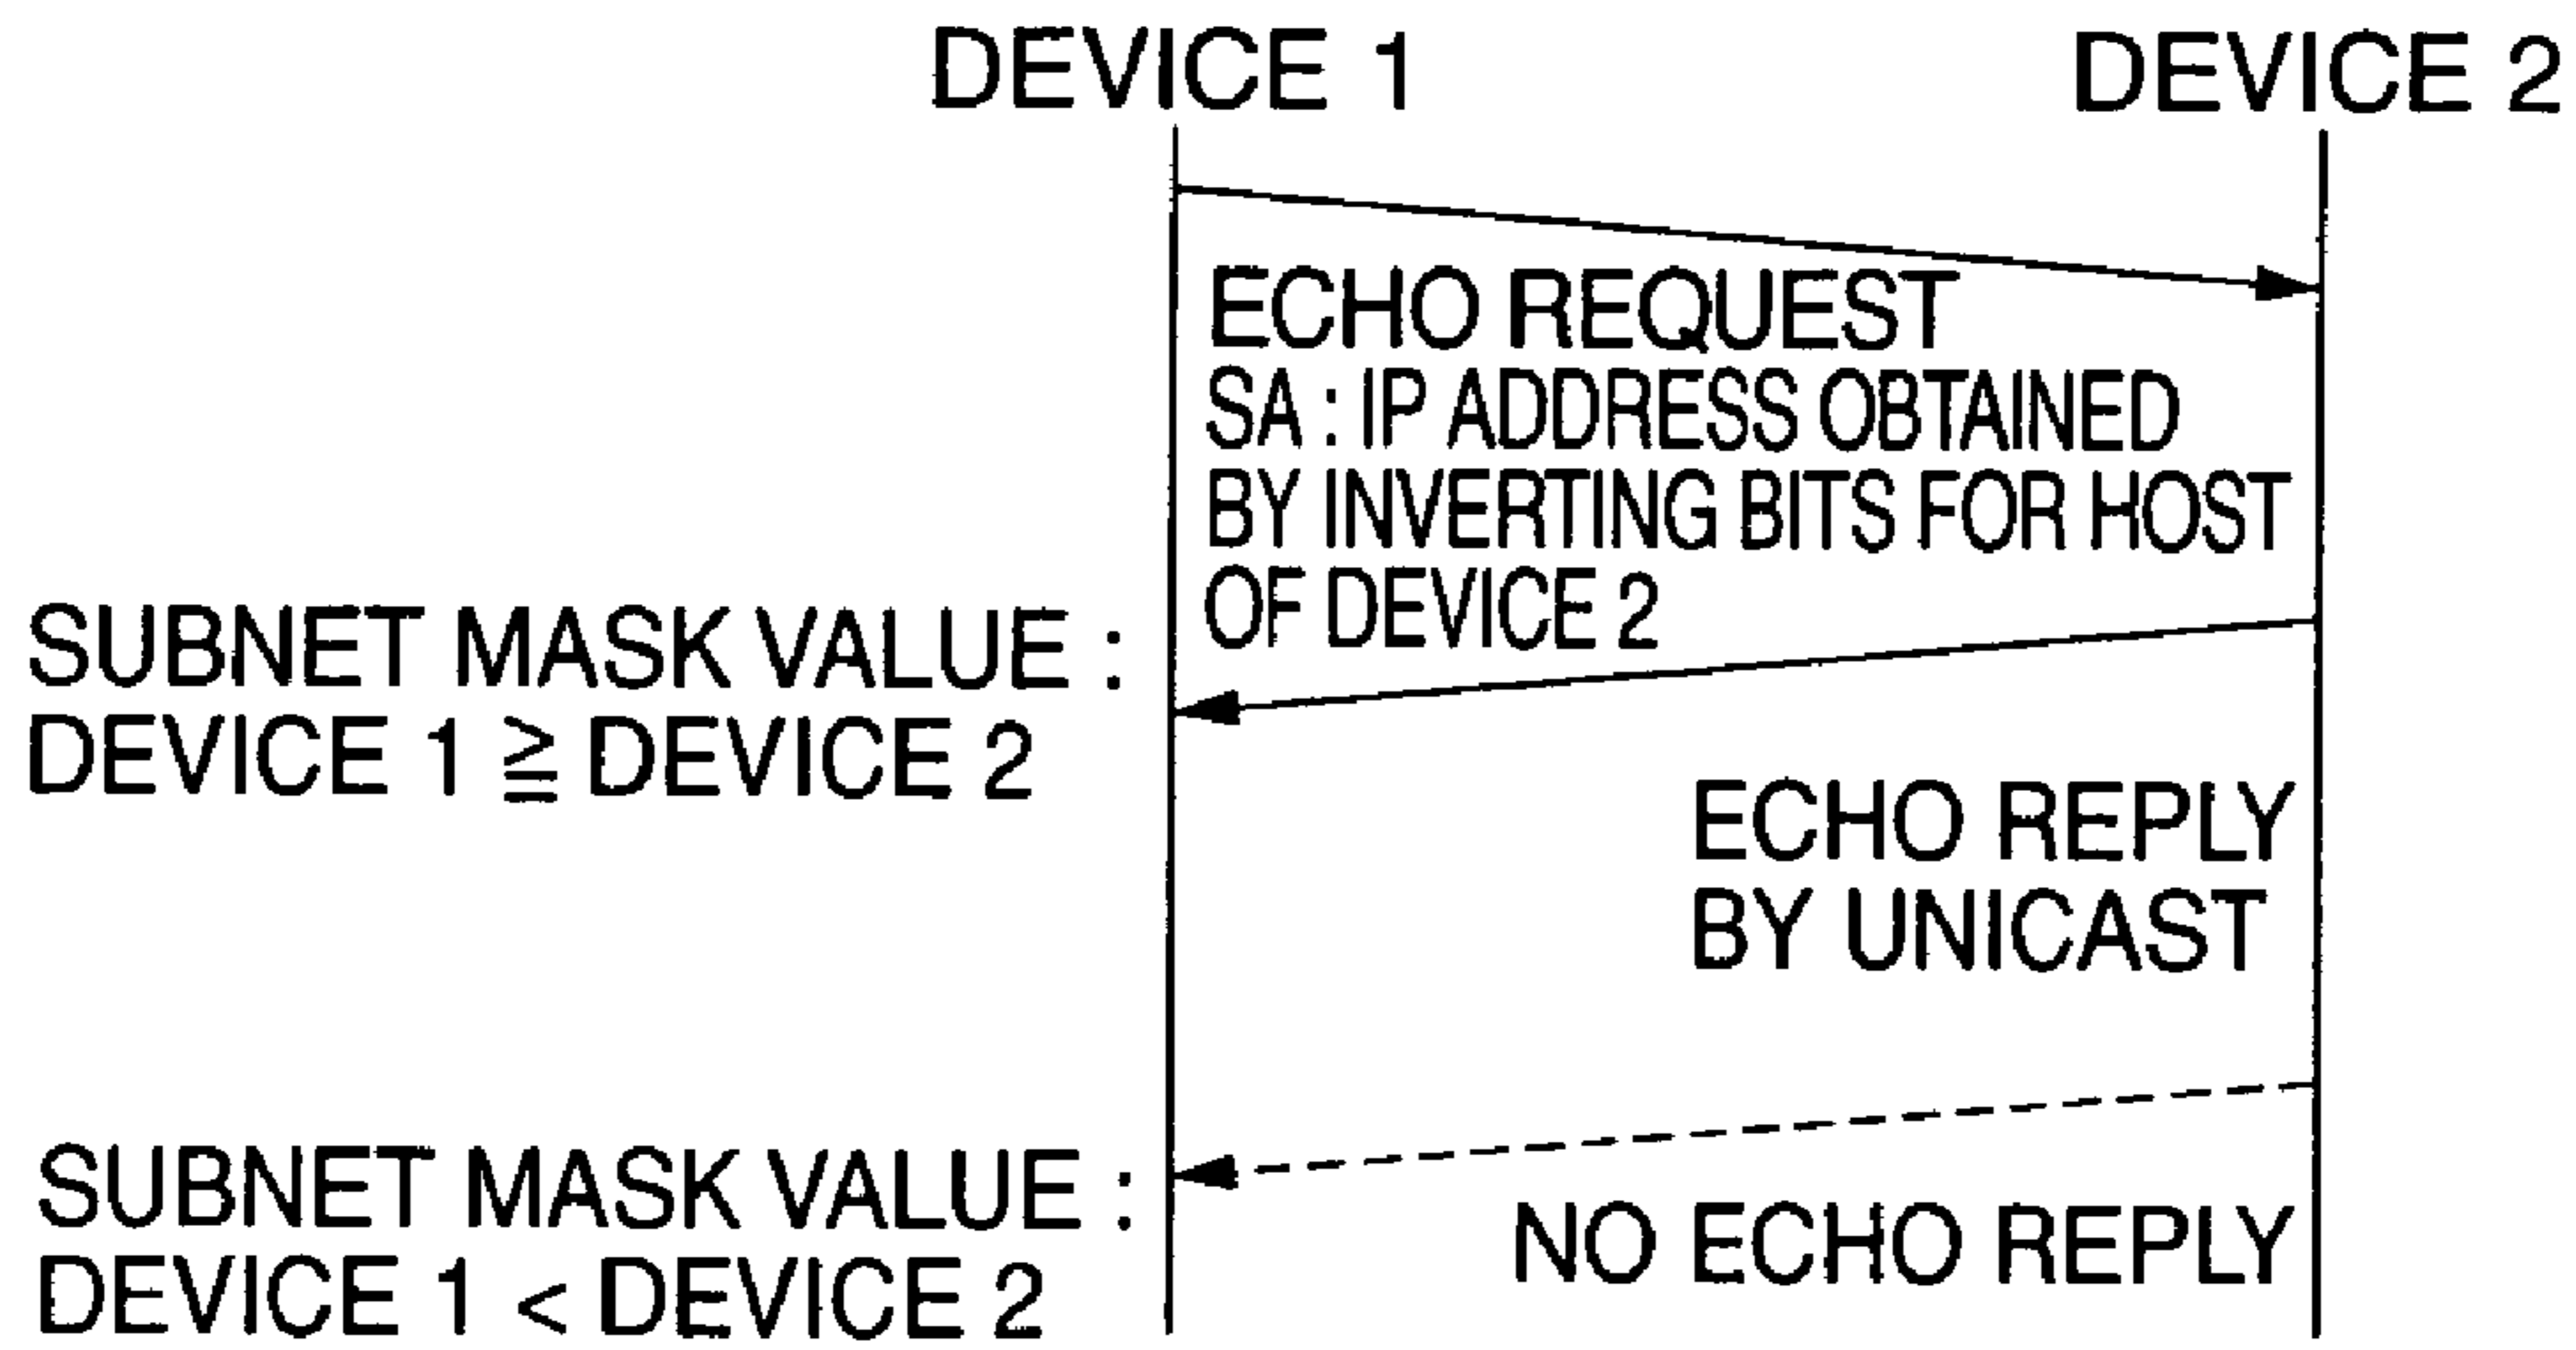 DEVICE 1 DEVICE 2
ECHO REQUEST
SA : IP ADDRESS OBTAINED
BY INVERTING BITS FOR HOST
OF DEVICE 2
SUBNET MASK VALUE :
DEVICE 1 ≧ DEVICE 2
ECHO REPLY
BY UNICAST
SUBNET MASK VALUE :
DEVICE 1 < DEVICE 2
NO ECHO REPLY